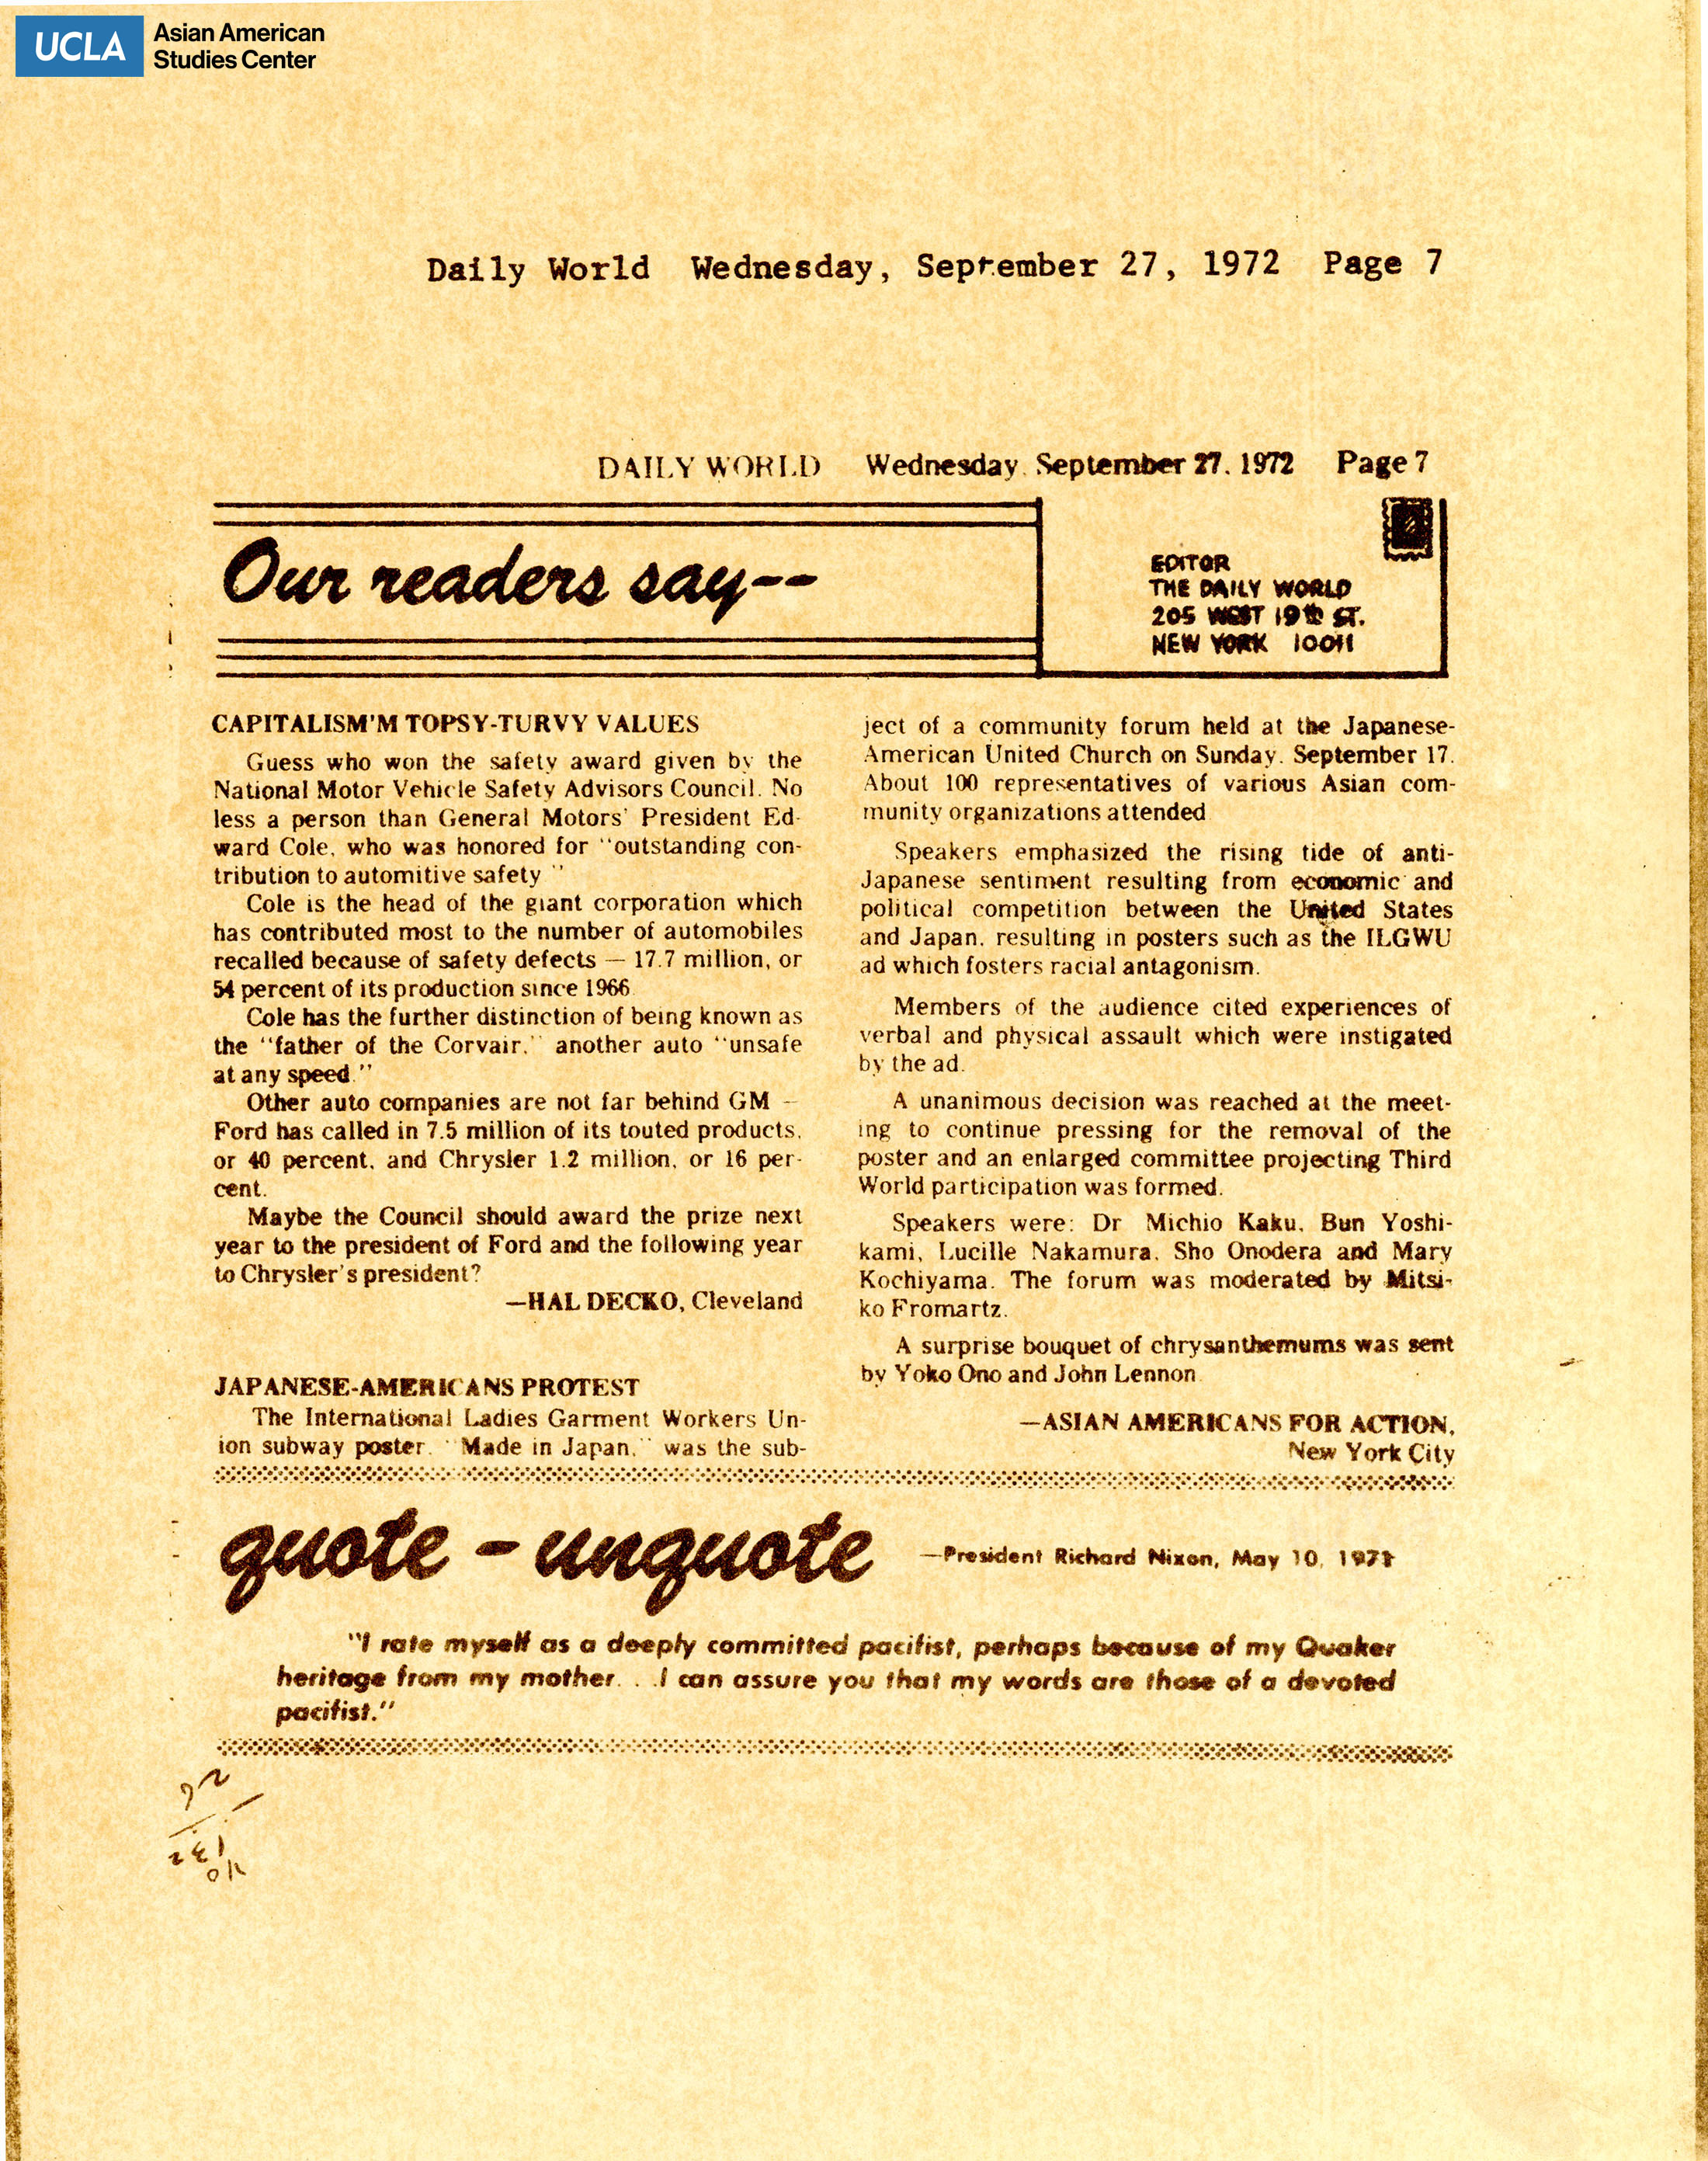 UCLA Asian American
Studies Center
Daily World Wednesday, September 27, 1972 Page 7
DAILY WORLD Wednesday, September 27, 1972 Page 7
Our readers say--
EDITOR
THE DAILY WORLD
205 WEST 19th ST.
NEW YORK 10011
CAPITALISM'M TOPSY-TURVY VALUES
Guess who won the safety award given by the
National Motor Vehicle Safety Advisors Council. No
less a person than General Motors' President Ed-
ward Cole, who was honored for "outstanding con-
tribution to automitive safety "
Cole is the head of the giant corporation which
has contributed most to the number of automobiles
recalled because of safety defects — 17.7 million, or
54 percent of its production since 1966.
Cole has the further distinction of being known as
the "father of the Corvair," another auto "unsafe
at any speed."
Other auto companies are not far behind GM —
Ford has called in 7.5 million of its touted products,
or 40 percent, and Chrysler 1.2 million, or 16 per-
cent.
Maybe the Council should award the prize next
year to the president of Ford and the following year
to Chrysler's president?
—HAL DECKO, Cleveland
JAPANESE-AMERICANS PROTEST
The International Ladies Garment Workers Un-
ion subway poster, "Made in Japan," was the sub-
ject of a community forum held at the Japanese-
American United Church on Sunday, September 17.
About 100 representatives of various Asian com-
munity organizations attended
Speakers emphasized the rising tide of anti-
Japanese sentiment resulting from economic and
political competition between the United States
and Japan, resulting in posters such as the ILGWU
ad which fosters racial antagonism.
Members of the audience cited experiences of
verbal and physical assault which were instigated
by the ad.
A unanimous decision was reached at the meet-
ing to continue pressing for the removal of the
poster and an enlarged committee projecting Third
World participation was formed.
Speakers were: Dr Michio Kaku, Bun Yoshi-
kami, Lucille Nakamura, Sho Onodera and Mary
Kochiyama. The forum was moderated by Mitsi-
ko Fromartz.
A surprise bouquet of chrysanthemums was sent
by Yoko Ono and John Lennon
—ASIAN AMERICANS FOR ACTION,
New York City
quote - unquote
—President Richard Nixon, May 10, 1971
"I rate myself as a deeply committed pacifist, perhaps because of my Quaker
heritage from my mother. . .I can assure you that my words are those of a devoted
pacifist."